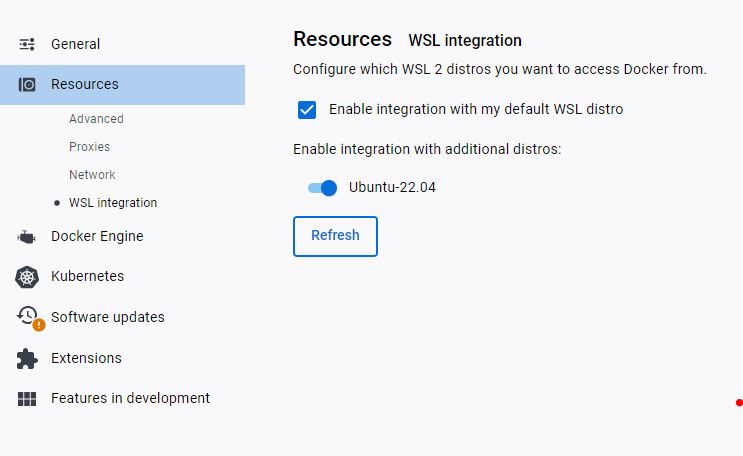 General
Resources
Advanced
Proxies
Network
WSL integration
Docker Engine
Kubernetes
Software updates
Extensions
Features in development
Resources WSL integration
Configure which WSL 2 distros you want to access Docker from.
Enable integration with my default WSL distro
Enable integration with additional distros:
Ubuntu-22.04
Refresh